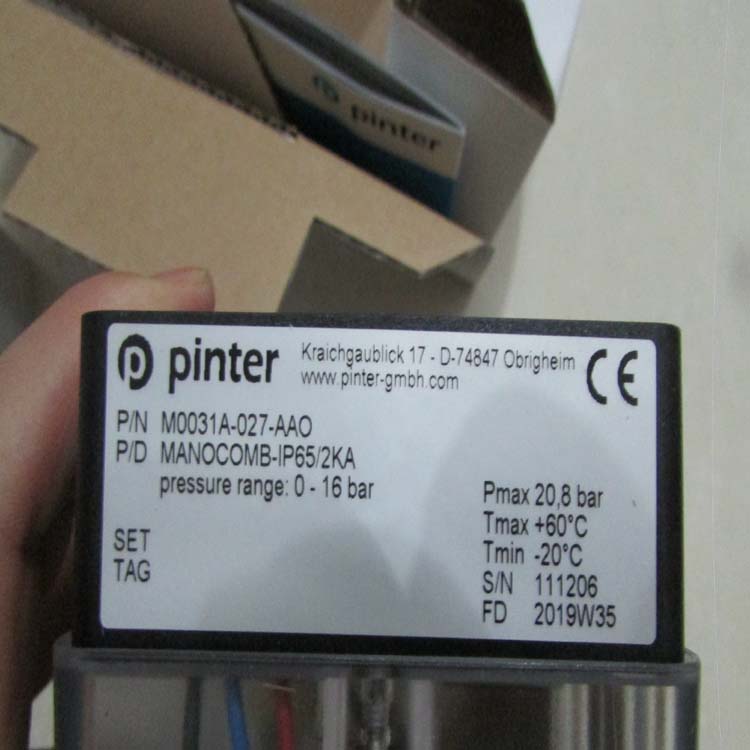 pinter
pinter
Kraichgaublick 17 - D-74847 Obrigheim
www.pinter-gmbh.com
CE
P/N M0031A-027-AAO
P/D MANOCOMB-IP65/2KA
pressure range: 0 - 16 bar
SET
TAG
Pmax 20,8 bar
Tmax +60°C
Tmin -20°C
S/N 111206
FD 2019W35